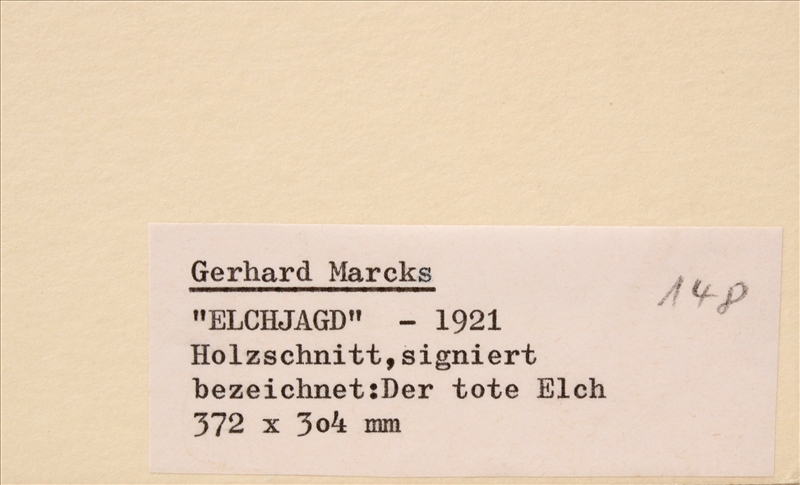 Gerhard Marcks
148
"ELCHJAGD" - 1921
Holzschnitt,signiert
bezeichnet:Der tote Elch
372 x 3o4 mm